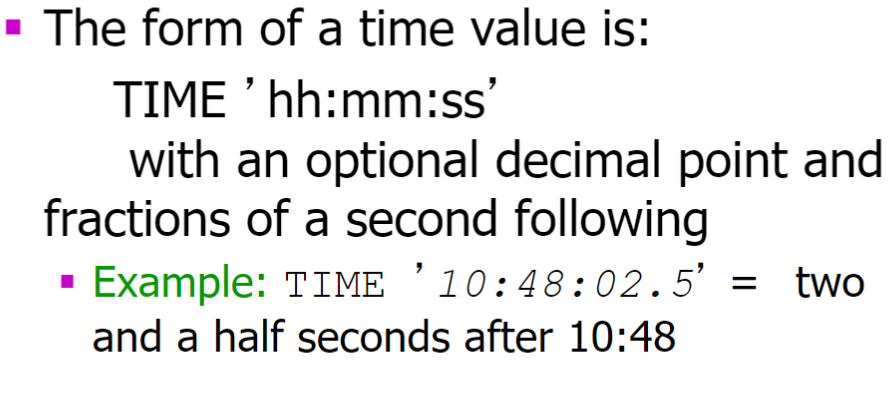 ▪ The form of a time value is:
TIME ’hh:mm:ss’
with an optional decimal point and
fractions of a second following
▪ Example: TIME ’10:48:02.5’ = two
and a half seconds after 10:48